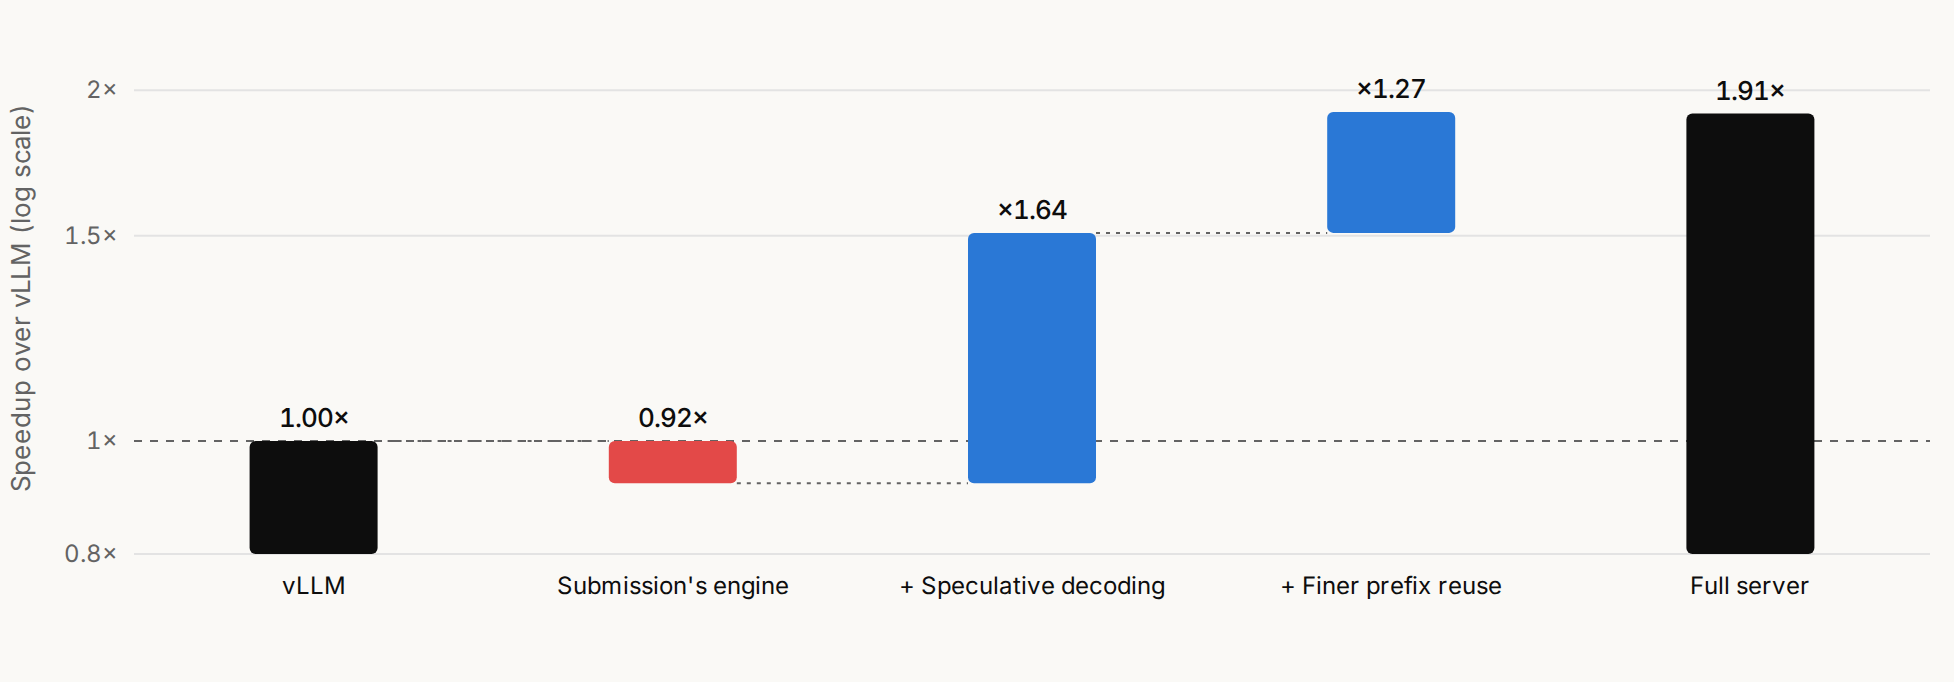 Speedup over vLLM (log scale)
2×
1.5×
1×
0.8×
1.00×
0.92×
×1.64
×1.27
1.91×
vLLM
Submission's engine
+ Speculative decoding
+ Finer prefix reuse
Full server